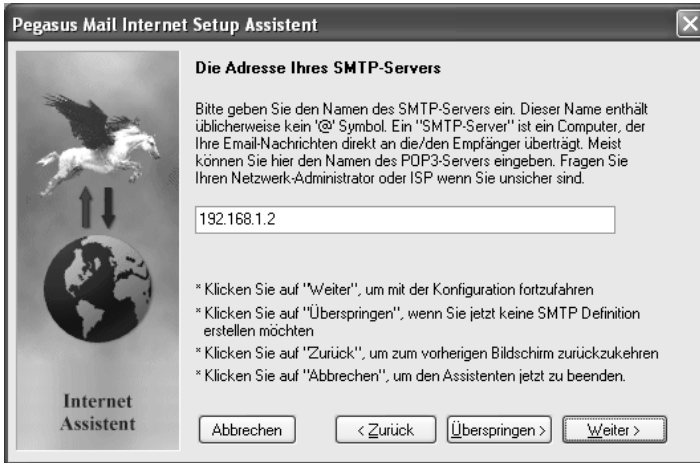 Pegasus Mail Internet Setup Assistent
Die Adresse Ihres SMTP-Servers
Bitte geben Sie den Namen des SMTP-Servers ein. Dieser Name enthält
üblicherweise kein '@' Symbol. Ein "SMTP-Server" ist ein Computer, der
Ihre Email-Nachrichten direkt an die/den Empfänger überträgt. Meist
können Sie hier den Namen des POP3-Servers eingeben. Fragen Sie
Ihren Netzwerk-Administrator oder ISP wenn Sie unsicher sind.
192.168.1.2
* Klicken Sie auf "Weiter", um mit der Konfiguration fortzufahren
* Klicken Sie auf "Überspringen", wenn Sie jetzt keine SMTP Definition
erstellen möchten
* Klicken Sie auf "Zurück", um zum vorherigen Bildschirm zurückzukehren
* Klicken Sie auf "Abbrechen", um den Assistenten jetzt zu beenden.
Internet
Assistent
Abbrechen < Zurück Überspringen > Weiter >